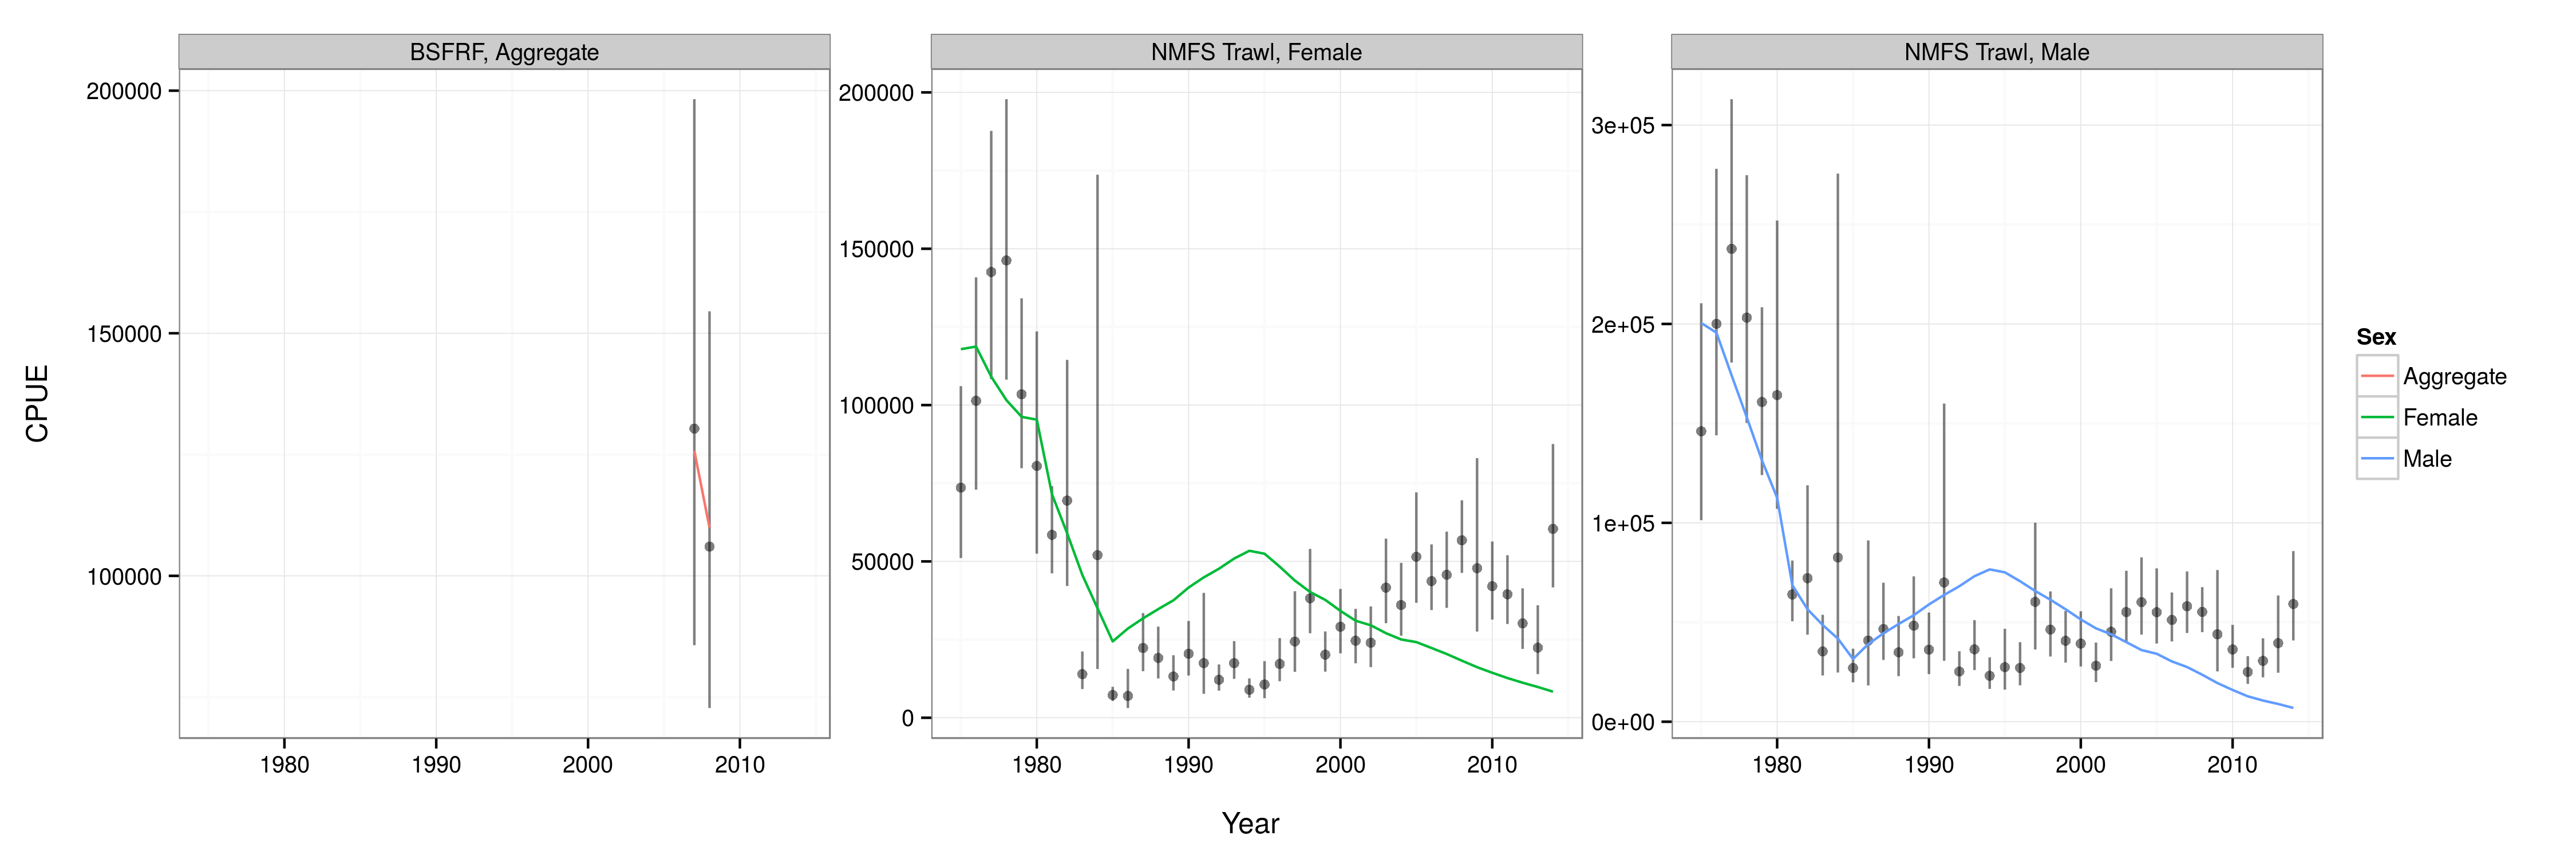 BSFRF, Aggregate
NMFS Trawl, Female
NMFS Trawl, Male
CPUE
200000
150000
100000
200000
150000
100000
50000
0
3e+05
2e+05
1e+05
0e+00
1980 1990 2000 2010
1980 1990 2000 2010
1980 1990 2000 2010
Year
Sex
Aggregate
Female
Male